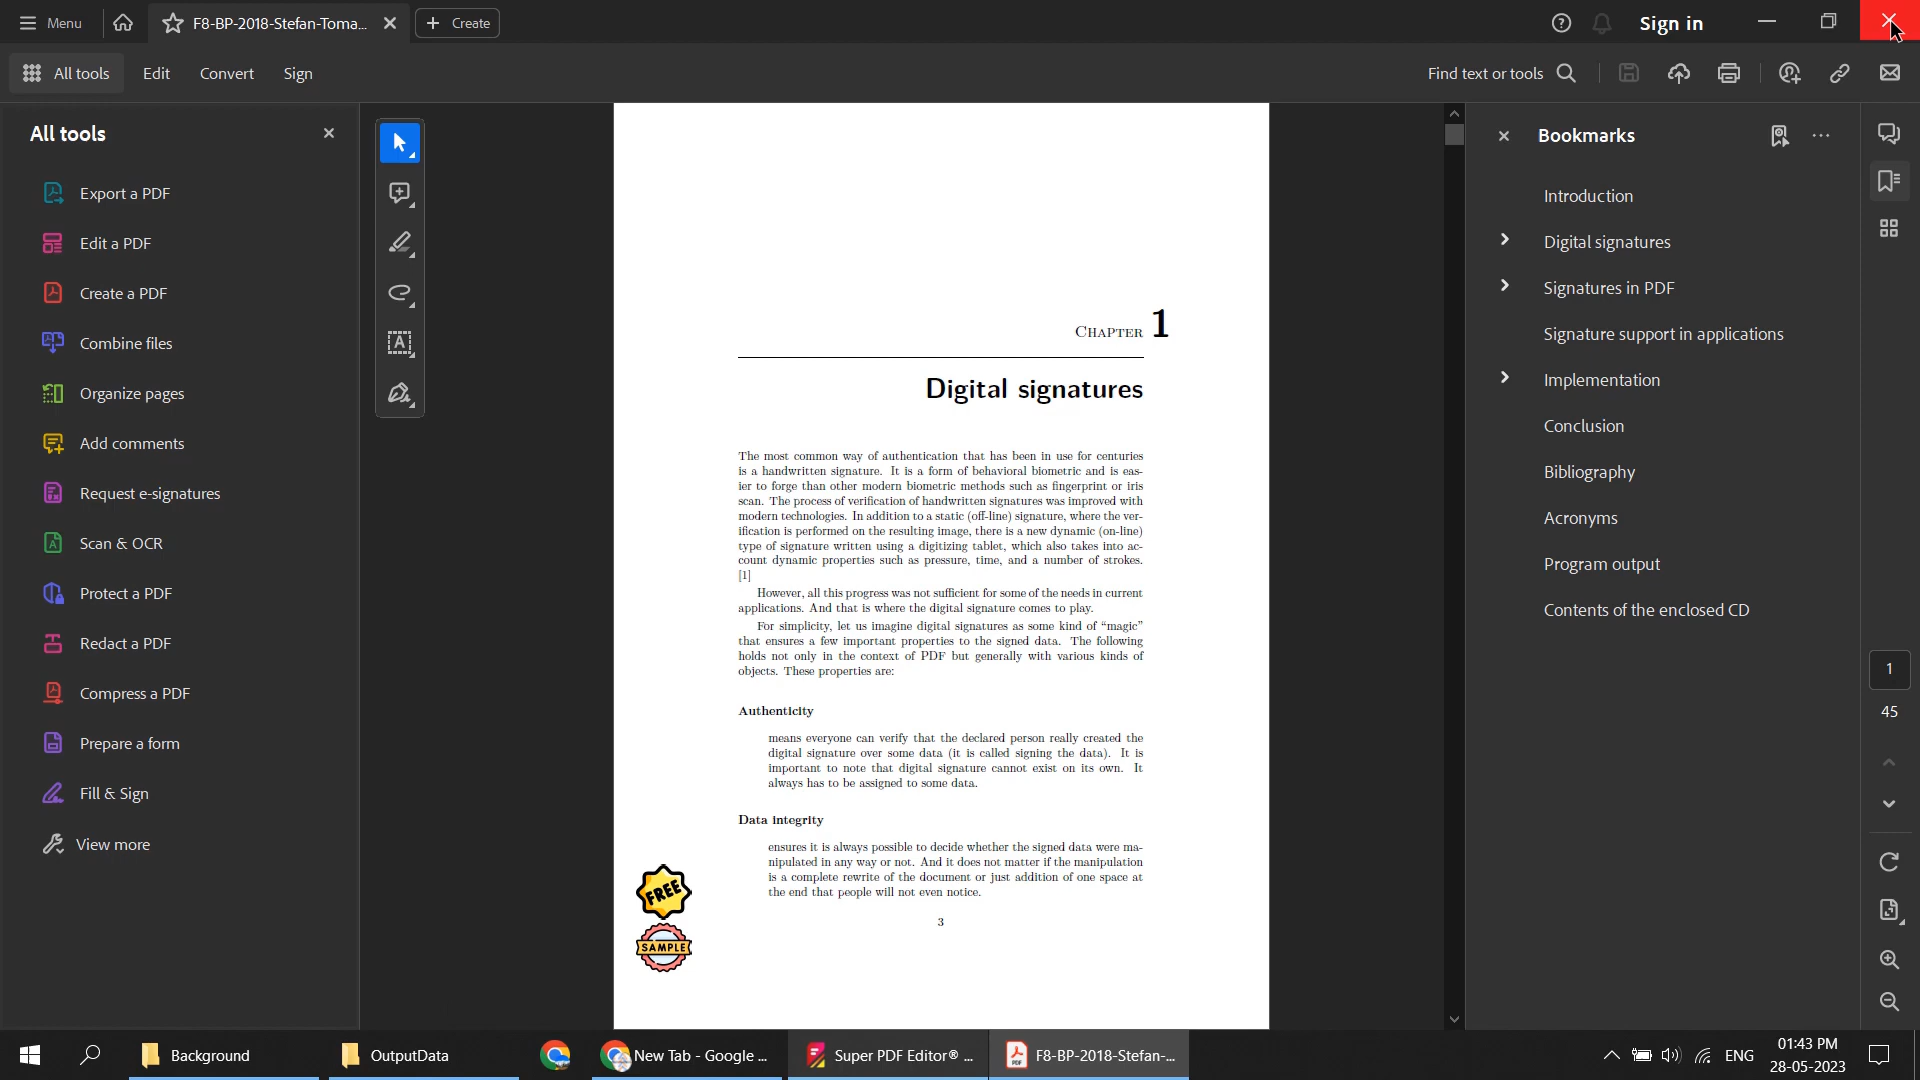 Menu
F8-BP-2018-Stefan-Toma...
Create
Sign in
All tools
Edit
Convert
Sign
Find text or tools
All tools
Export a PDF
Edit a PDF
Create a PDF
Combine files
Organize pages
Add comments
Request e-signatures
Scan & OCR
Protect a PDF
Redact a PDF
Compress a PDF
Prepare a form
Fill & Sign
View more
CHAPTER 1
Digital signatures
The most common way of authentication that has been in use for centuries
is a handwritten signature. It is a form of behavioral biometric and is eas-
ier to forge than other modern biometric methods such as fingerprint or iris
scan. The process of verification of handwritten signatures was improved with
modern technologies. In addition to a static (off-line) signature, where the ver-
ification is performed on the resulting image, there is a new dynamic (on-line)
type of signature written using a digitizing tablet, which also takes into ac-
count dynamic properties such as pressure, time, and a number of strokes.
[1]
However, all this progress was not sufficient for some of the needs in current
applications. And that is where the digital signature comes to play.
For simplicity, let us imagine digital signatures as some kind of “magic”
that ensures a few important properties to the signed data. The following
holds not only in the context of PDF but generally with various kinds of
objects. These properties are:
Authenticity
means everyone can verify that the declared person really created the
digital signature over some data (it is called signing the data). It is
important to note that digital signature cannot exist on its own. It
always has to be assigned to some data.
Data integrity
ensures it is always possible to decide whether the signed data were ma-
nipulated in any way or not. And it does not matter if the manipulation
is a complete rewrite of the document or just addition of one space at
the end that people will not even notice.
3
FREE
SAMPLE
Bookmarks
Introduction
Digital signatures
Signatures in PDF
Signature support in applications
Implementation
Conclusion
Bibliography
Acronyms
Program output
Contents of the enclosed CD
1
45
Background
OutputData
New Tab - Google ...
Super PDF Editor® ...
F8-BP-2018-Stefan-...
ENG
01:43 PM
28-05-2023